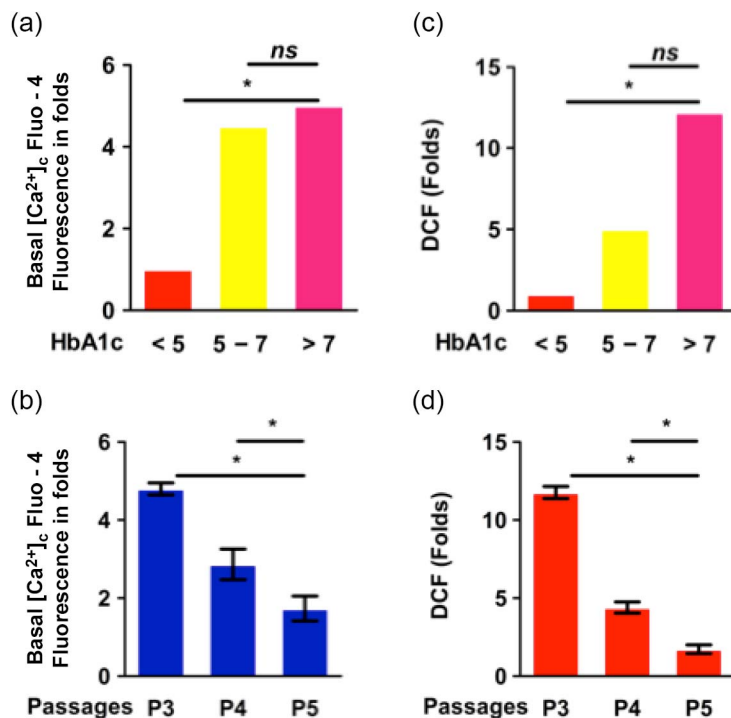 (a)
Basal [Ca²⁺]c Fluo - 4
Fluorescence in folds
6
4
2
0
ns
*
HbA1c < 5 5 – 7 > 7
(c)
DCF (Folds)
15
10
5
0
ns
*
HbA1c < 5 5 – 7 > 7
(b)
Basal [Ca²⁺]c Fluo - 4
Fluorescence in folds
6
4
2
0
*
*
Passages P3 P4 P5
(d)
DCF (Folds)
15
10
5
0
*
*
Passages P3 P4 P5